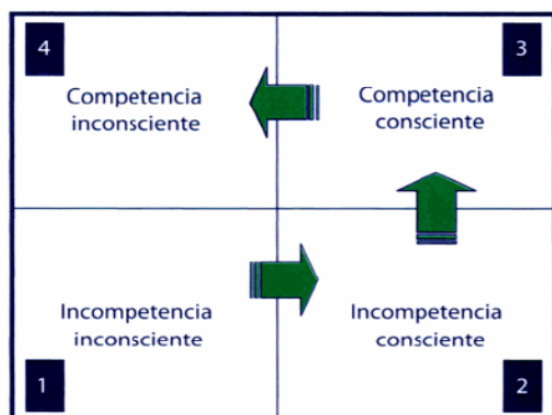 4
Competencia
inconsciente
3
Competencia
consciente
Incompetencia
inconsciente
1
Incompetencia
consciente
2